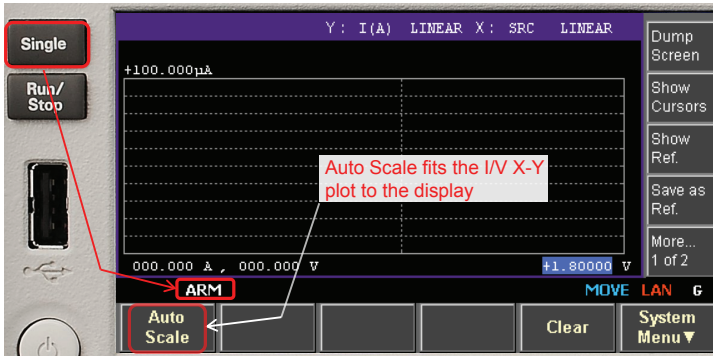 Single
Run/
Stop
Y: I(A) LINEAR X: SRC LINEAR
+100.000µA
Auto Scale fits the I/V X-Y
plot to the display
000.000 A , 000.000 V
+1.80000 V
ARM
MOVE LAN G
Dump
Screen
Show
Cursors
Show
Ref.
Save as
Ref.
More...
1 of 2
Auto
Scale
Clear
System
Menu▼